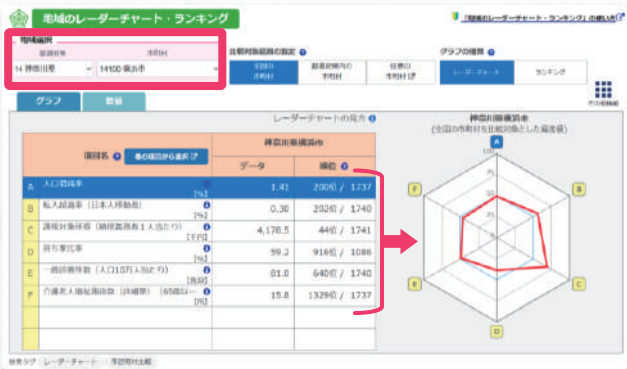 地域のレーダーチャート・ランキング
「地域のレーダーチャート・ランキング」の使い方
地域選択
都道府県
市町村
14 神奈川県
14100 横浜市
比較対象範囲の指定
全国の
市町村
都道府県内の
市町村
任意の
市町村
グラフの種類
レーダーチャート
ランキング
その他機能
グラフ
数値
レーダーチャートの見方
項目名
他の項目から選択
神奈川県横浜市
データ
順位
A 人口増減率 [%] 1.41 200位 / 1737
B 転入超過率（日本人移動者） [%] 0.30 202位 / 1740
C 課税対象所得（納税義務者１人当たり） [千円] 4,178.5 44位 / 1741
D 持ち家比率 [%] 59.2 916位 / 1086
E 一般診療所数（人口10万人当たり） [施設] 81.0 640位 / 1740
F 介護老人福祉施設数（詳細票）（65歳以… [所] 15.8 1329位 / 1737
神奈川県横浜市
(全国の市町村を比較対象とした偏差値)
A
100
75
50
25
0
F
B
E
C
D
検索タグ レーダーチャート 市区町村比較